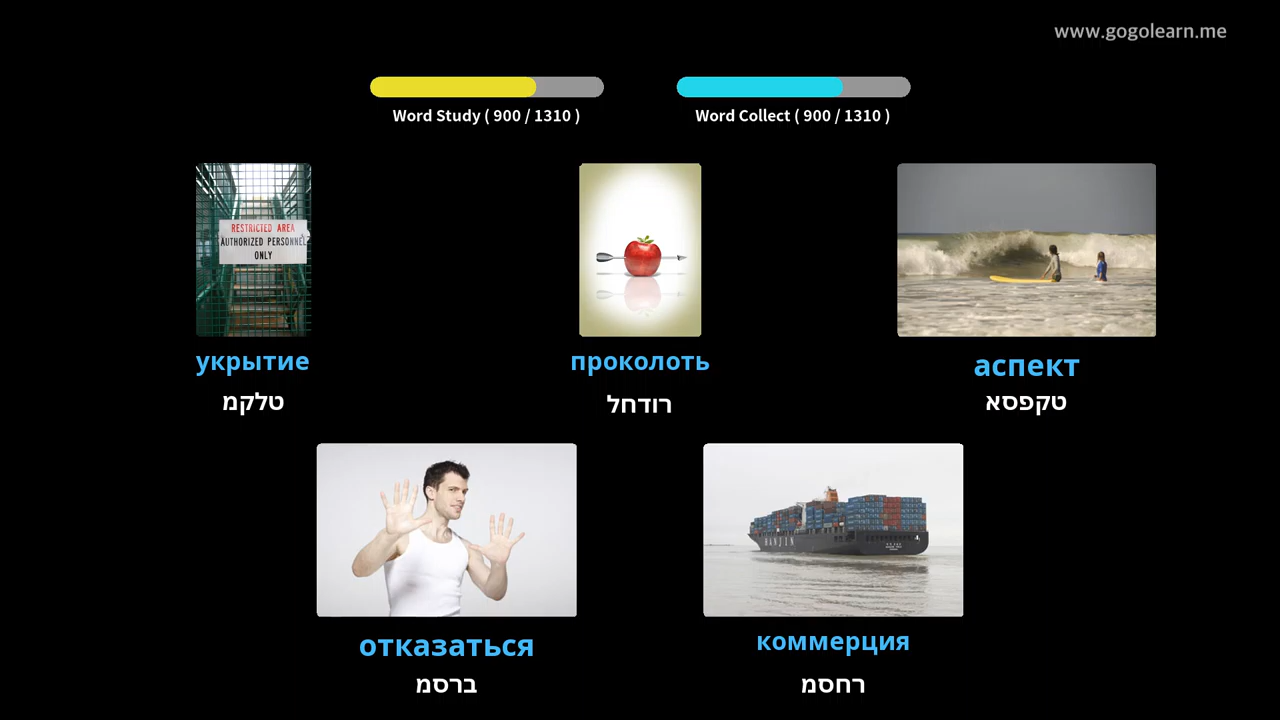 www.gogolearn.me
Word Study ( 900 / 1310 )
Word Collect ( 900 / 1310 )
RESTRICTED AREA
AUTHORIZED PERSONNEL
ONLY
укрытие
טלקמ
проколоть
רודחל
аспект
טקפסא
HANJIN
отказаться
ברסמ
коммерция
רחסמ